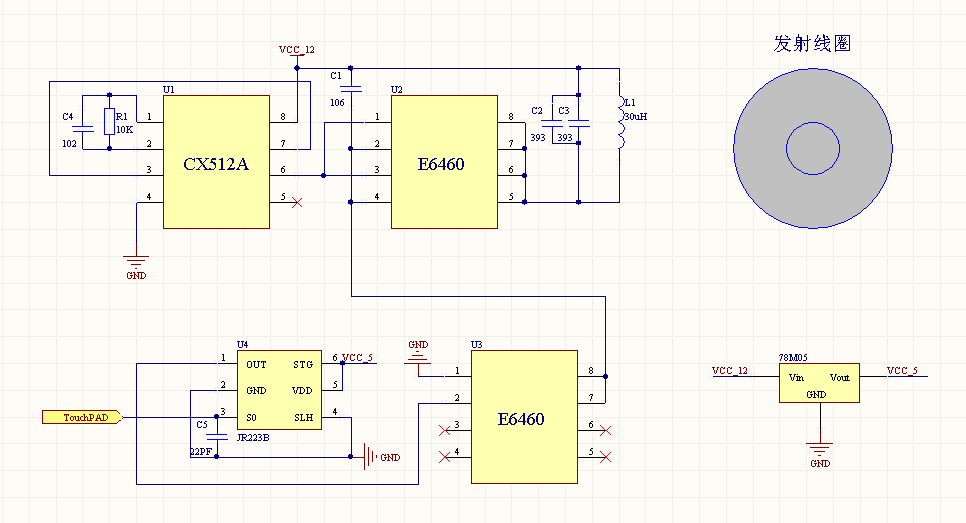 发射线圈
VCC_12
C1
106
U1
C4
102
R1
10K
CX512A
1
2
3
4
8
7
6
5
GND
U2
E6460
1
2
3
4
8
7
6
5
C2
393
C3
393
L1
30uH
U4
1
2
3
OUT
GND
S0
STG
VDD
SLH
6
5
4
VCC_5
JR223B
TouchPAD
C5
22PF
GND
GND
U3
E6460
1
2
3
4
8
7
6
5
78M05
VCC_12
Vin
Vout
GND
VCC_5
GND